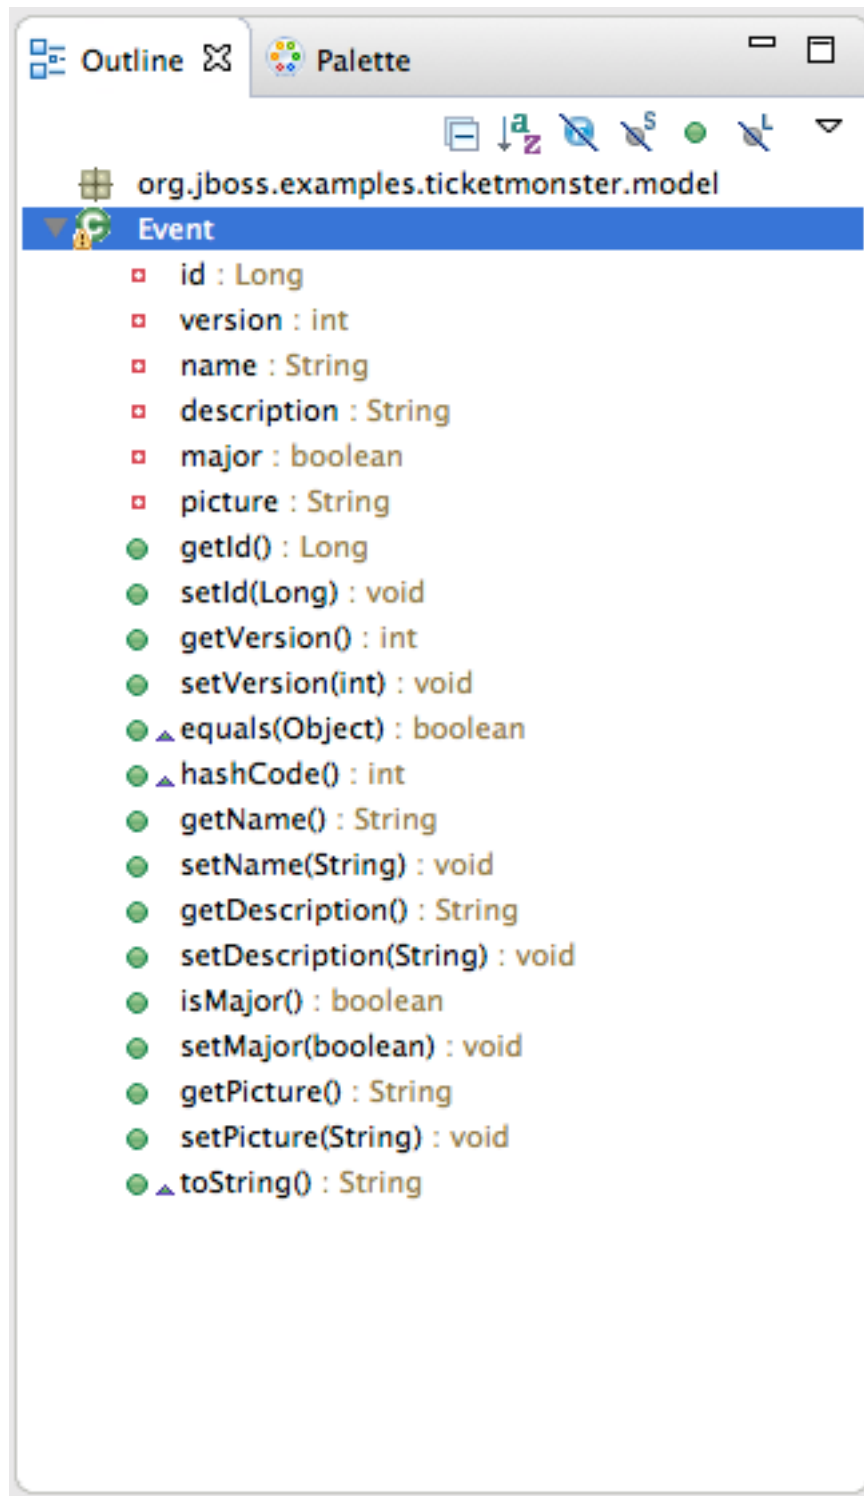 Outline Palette
org.jboss.examples.ticketmonster.model
Event
id : Long
version : int
name : String
description : String
major : boolean
picture : String
getId() : Long
setId(Long) : void
getVersion() : int
setVersion(int) : void
equals(Object) : boolean
hashCode() : int
getName() : String
setName(String) : void
getDescription() : String
setDescription(String) : void
isMajor() : boolean
setMajor(boolean) : void
getPicture() : String
setPicture(String) : void
toString() : String